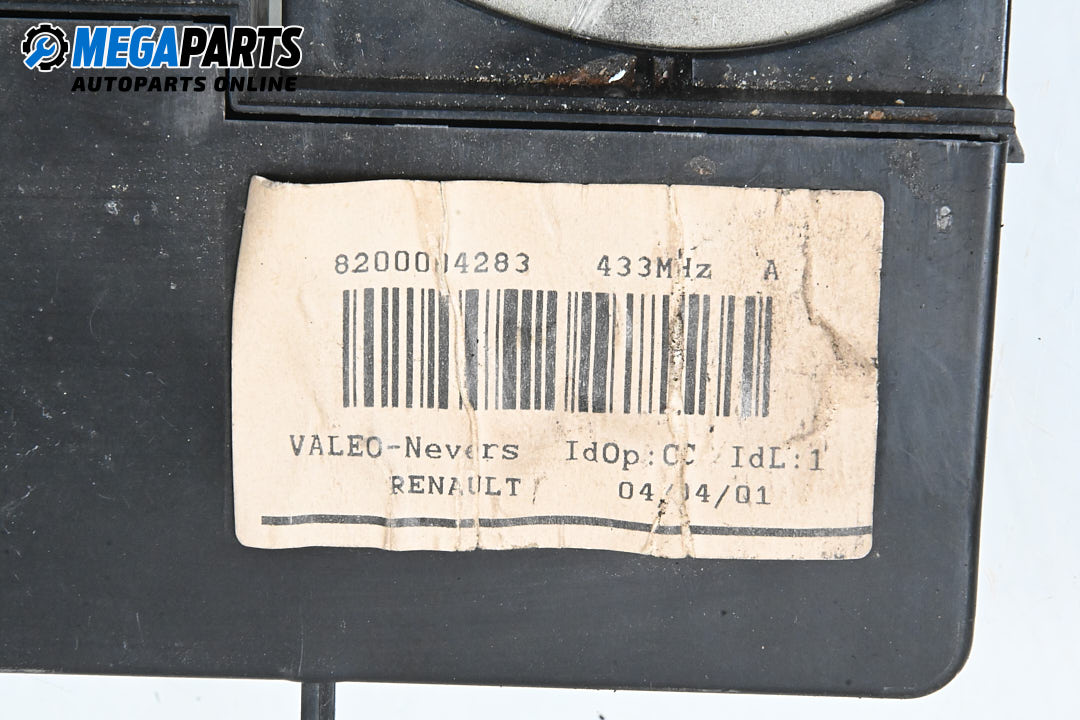 MEGAPARTS
AUTOPARTS ONLINE
8200004283 433MHz A
VALEO-Nevers IdOp:CC IdL:1
RENAULT 04/04/01